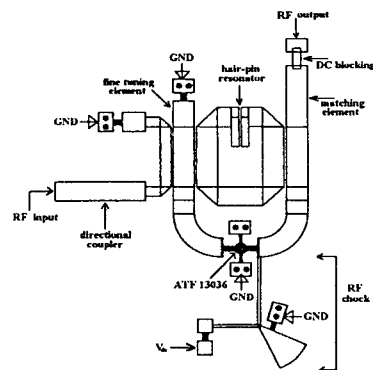 RF output
GND
hair-pin
resonator
DC blocking
fine tuning
element
matching
element
GND
RF input
directional
coupler
ATF 13036
GND
RF
chock
GND